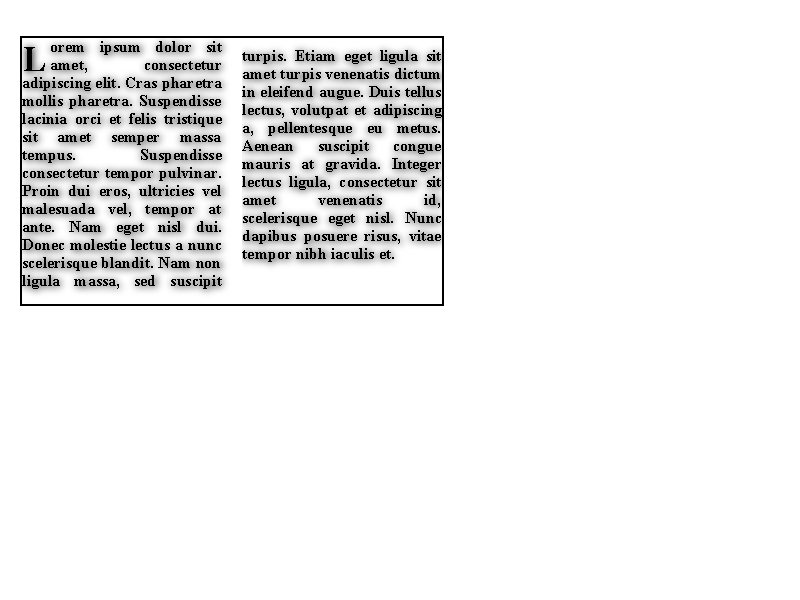 Lorem ipsum dolor sit
amet, consectetur
adipiscing elit. Cras pharetra
mollis pharetra. Suspendisse
lacinia orci et felis tristique
sit amet semper massa
tempus. Suspendisse
consectetur tempor pulvinar.
Proin dui eros, ultricies vel
malesuada vel, tempor at
ante. Nam eget nisl dui.
Donec molestie lectus a nunc
scelerisque blandit. Nam non
ligula massa, sed suscipit
turpis. Etiam eget ligula sit
amet turpis venenatis dictum
in eleifend augue. Duis tellus
lectus, volutpat et adipiscing
a, pellentesque eu metus.
Aenean suscipit congue
mauris at gravida. Integer
lectus ligula, consectetur sit
amet venenatis id,
scelerisque eget nisl. Nunc
dapibus posuere risus, vitae
tempor nibh iaculis et.